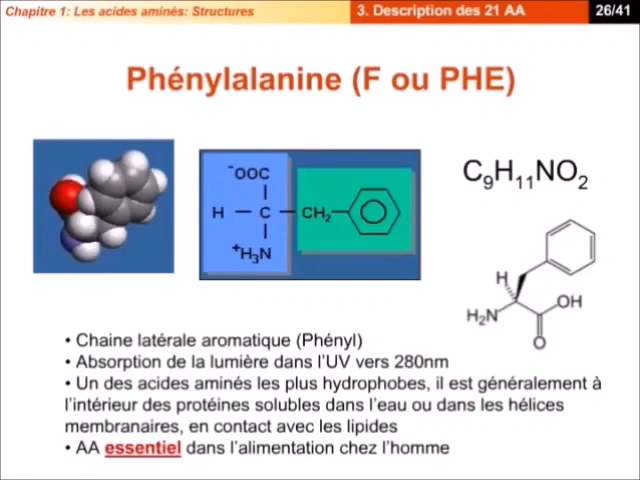 Chapitre 1: Les acides aminés: Structures
3. Description des 21 AA
26/41
Phénylalanine (F ou PHE)
⁻OOC
H — C — CH₂
⁺H₃N
C₉H₁₁NO₂
H
OH
H₂N
O
• Chaine latérale aromatique (Phényl)
• Absorption de la lumière dans l'UV vers 280nm
• Un des acides aminés les plus hydrophobes, il est généralement à
l'intérieur des protéines solubles dans l'eau ou dans les hélices
membranaires, en contact avec les lipides
• AA essentiel dans l'alimentation chez l'homme